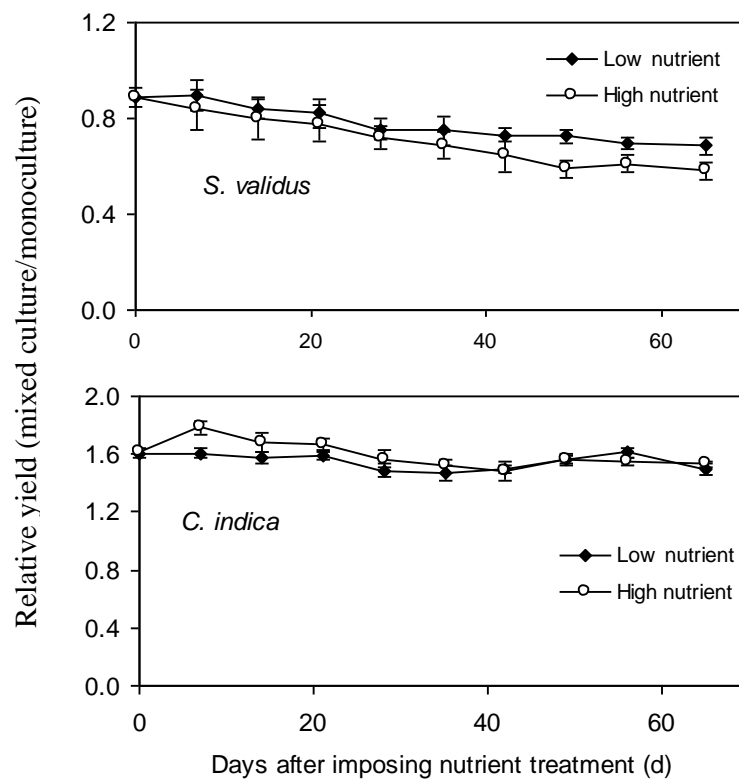 Relative yield (mixed culture/monoculture)
1.2
0.8
0.4
0.0
Low nutrient
High nutrient
S. validus
0 20 40 60
2.0
1.6
1.2
0.8
0.4
0.0
C. indica
Low nutrient
High nutrient
0 20 40 60
Days after imposing nutrient treatment (d)